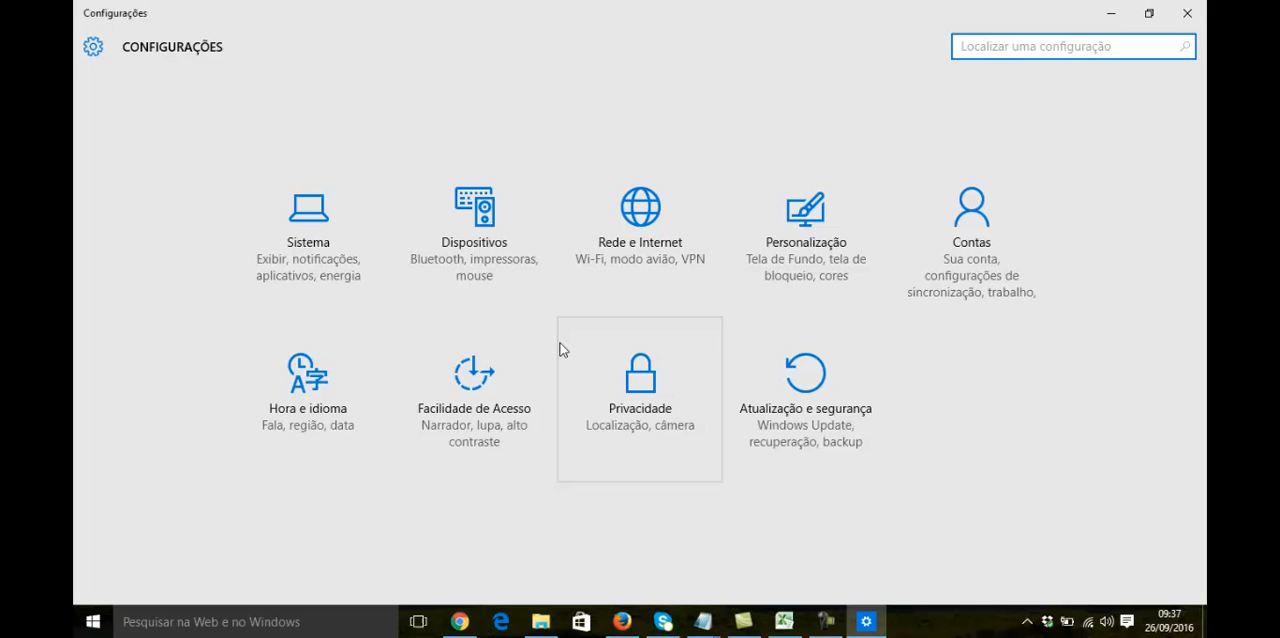 Configurações
CONFIGURAÇÕES
Localizar uma configuração
Sistema
Exibir, notificações,
aplicativos, energia
Dispositivos
Bluetooth, impressoras,
mouse
Rede e Internet
Wi-Fi, modo avião, VPN
Personalização
Tela de Fundo, tela de
bloqueio, cores
Contas
Sua conta,
configurações de
sincronização, trabalho,
Hora e idioma
Fala, região, data
Facilidade de Acesso
Narrador, lupa, alto
contraste
Privacidade
Localização, câmera
Atualização e segurança
Windows Update,
recuperação, backup
Pesquisar na Web e no Windows
09:37
26/09/2016